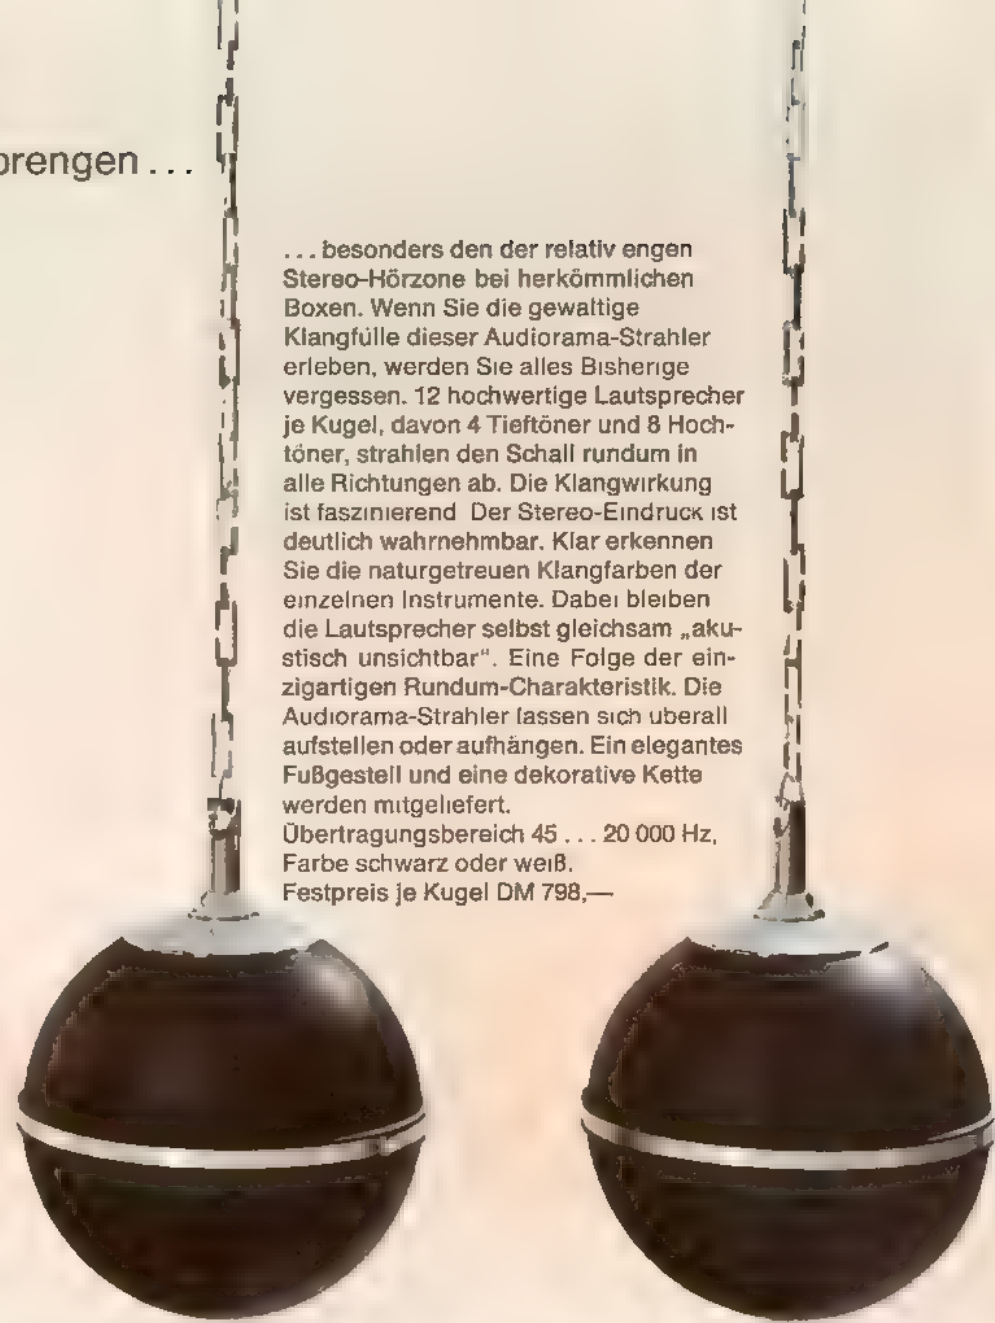 prengen ...
... besonders den der relativ engen
Stereo-Hörzone bei herkömmlichen
Boxen. Wenn Sie die gewaltige
Klangfülle dieser Audiorama-Strahler
erleben, werden Sie alles Bisherige
vergessen. 12 hochwertige Lautsprecher
je Kugel, davon 4 Tieftöner und 8 Hoch-
töner, strahlen den Schall rundum in
alle Richtungen ab. Die Klangwirkung
ist faszinierend Der Stereo-Eindruck ist
deutlich wahrnehmbar. Klar erkennen
Sie die naturgetreuen Klangfarben der
einzelnen Instrumente. Dabei bleiben
die Lautsprecher selbst gleichsam „aku-
stisch unsichtbar“. Eine Folge der ein-
zigartigen Rundum-Charakteristik. Die
Audiorama-Strahler lassen sich überall
aufstellen oder aufhängen. Ein elegantes
Fußgestell und eine dekorative Kette
werden mitgeliefert.
Übertragungsbereich 45 ... 20 000 Hz,
Farbe schwarz oder weiß.
Festpreis je Kugel DM 798,—